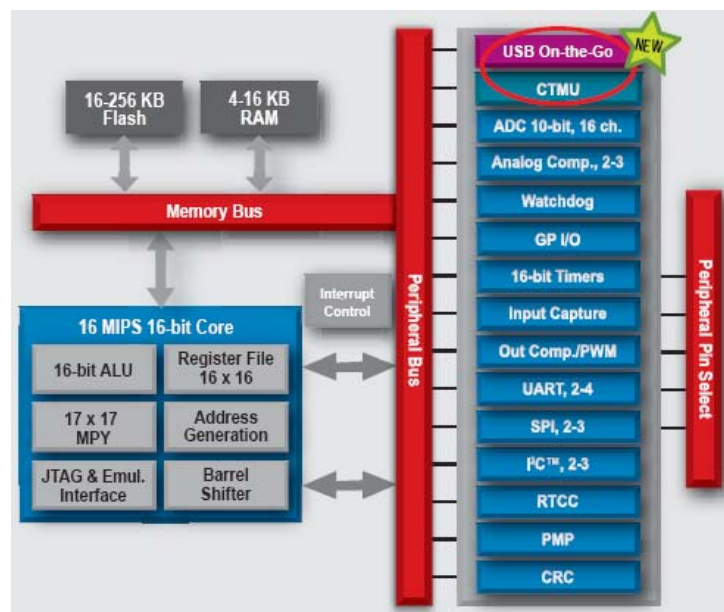 USB On-the-Go
NEW
CTMU
16-256 KB
Flash
4-16 KB
RAM
ADC 10-bit, 16 ch.
Analog Comp., 2-3
Watchdog
Memory Bus
GP I/O
16-bit Timers
Interrupt
Control
Input Capture
16 MIPS 16-bit Core
Out Comp./PWM
16-bit ALU
Register File
16 x 16
UART, 2-4
17 x 17
MPY
Address
Generation
SPI, 2-3
I²C™, 2-3
JTAG & Emul.
Interface
Barrel
Shifter
RTCC
PMP
CRC
Peripheral Bus
Peripheral Pin Select